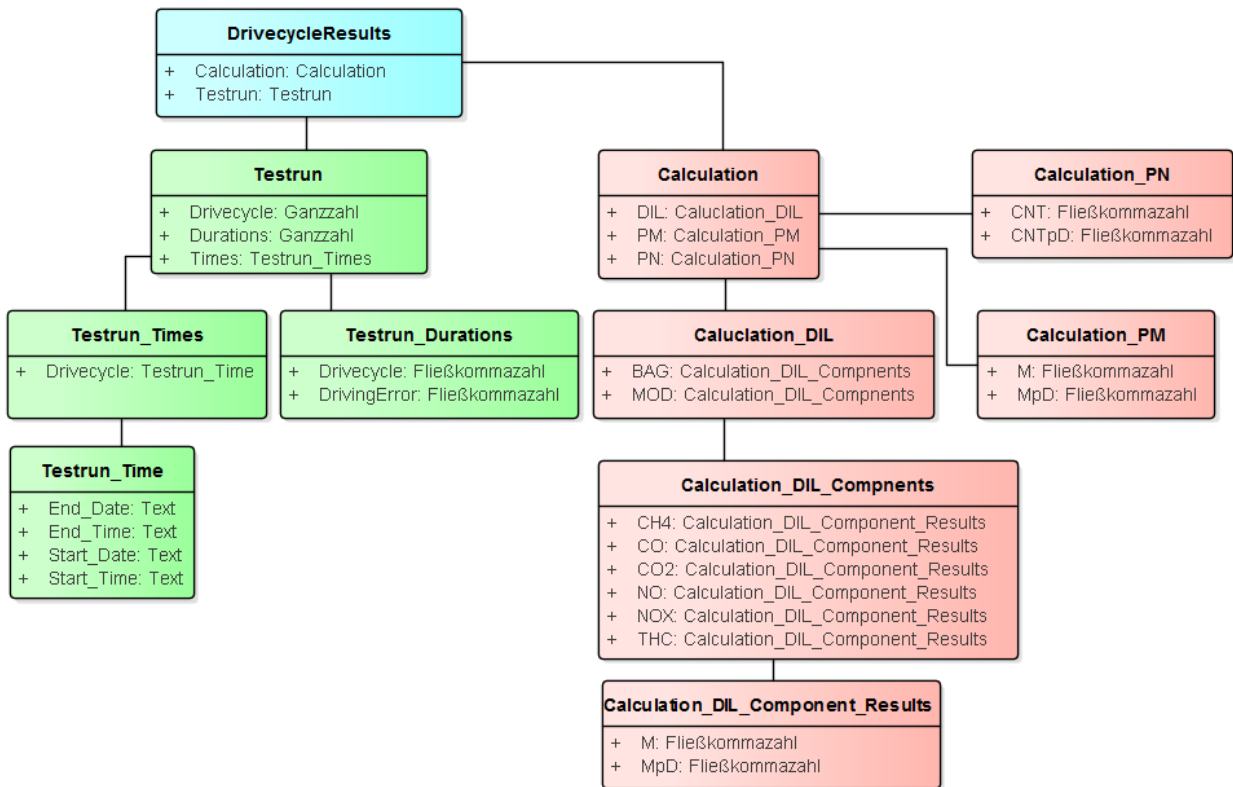 DrivecycleResults
+ Calculation: Calculation
+ Testrun: Testrun
Testrun
+ Drivecycle: Ganzzahl
+ Durations: Ganzzahl
+ Times: Testrun_Times
Calculation
+ DIL: Caluclation_DIL
+ PM: Calculation_PM
+ PN: Calculation_PN
Calculation_PN
+ CNT: Fließkommazahl
+ CNTpD: Fließkommazahl
Testrun_Times
+ Drivecycle: Testrun_Time
Testrun_Durations
+ Drivecycle: Fließkommazahl
+ DrivingError: Fließkommazahl
Caluclation_DIL
+ BAG: Calculation_DIL_Compnents
+ MOD: Calculation_DIL_Compnents
Calculation_PM
+ M: Fließkommazahl
+ MpD: Fließkommazahl
Testrun_Time
+ End_Date: Text
+ End_Time: Text
+ Start_Date: Text
+ Start_Time: Text
Calculation_DIL_Compnents
+ CH4: Calculation_DIL_Component_Results
+ CO: Calculation_DIL_Component_Results
+ CO2: Calculation_DIL_Component_Results
+ NO: Calculation_DIL_Component_Results
+ NOX: Calculation_DIL_Component_Results
+ THC: Calculation_DIL_Component_Results
Calculation_DIL_Component_Results
+ M: Fließkommazahl
+ MpD: Fließkommazahl